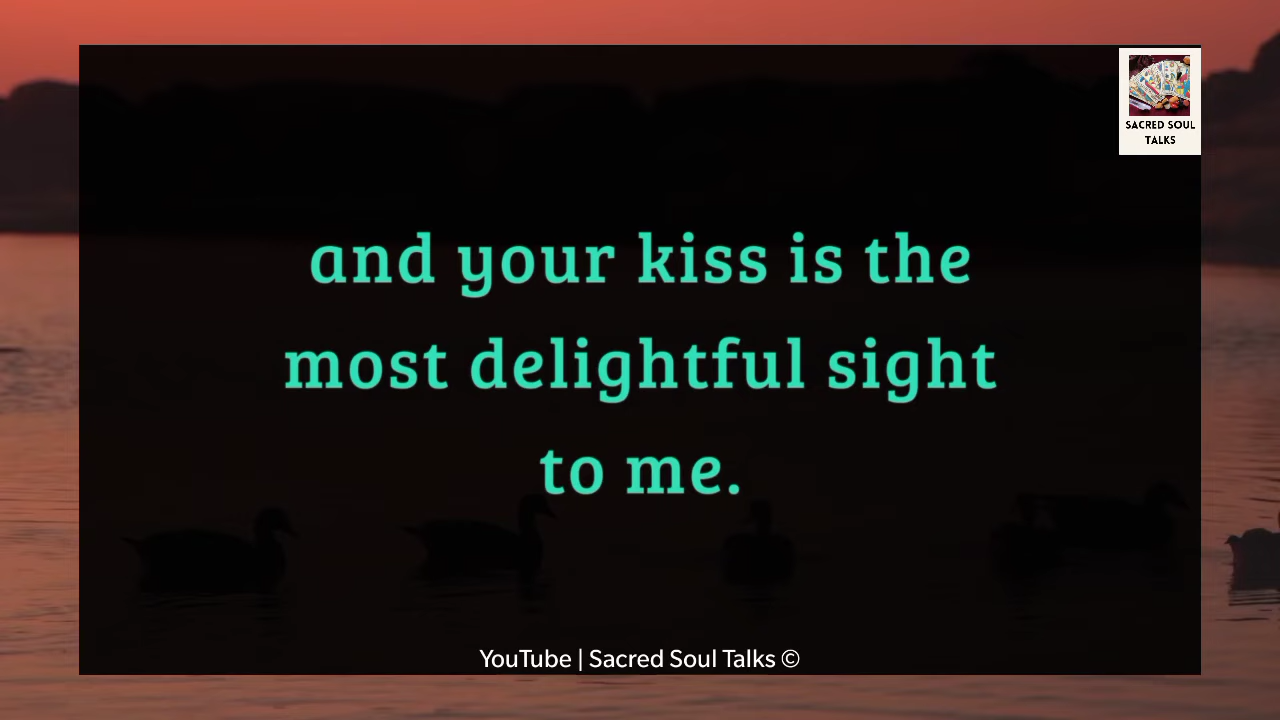 SACRED SOUL
TALKS
and your kiss is the
most delightful sight
to me.
YouTube | Sacred Soul Talks ©